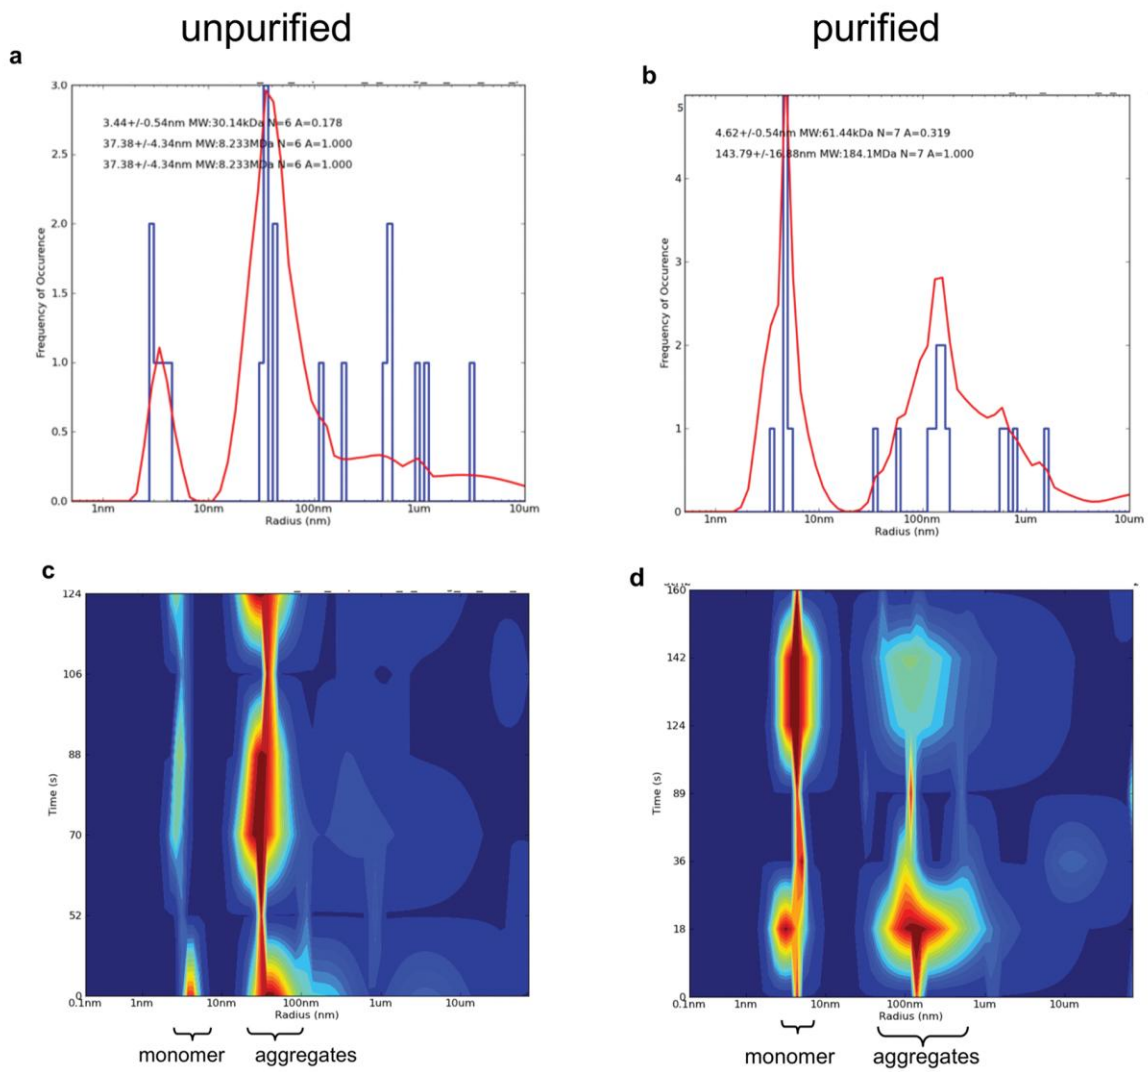 unpurified
purified
a
3.0
2.5
2.0
1.5
1.0
0.5
0.0
Frequency of Occurence
3.44+/-0.54nm MW:30.14kDa N=6 A=0.178
37.38+/-4.34nm MW:8.233MDa N=6 A=1.000
37.38+/-4.34nm MW:8.233MDa N=6 A=1.000
1nm 10nm 100nm 1um 10um
Radius (nm)
b
5
4
3
2
1
0
Frequency of Occurence
4.62+/-0.54nm MW:61.44kDa N=7 A=0.319
143.79+/-16.88nm MW:184.1MDa N=7 A=1.000
1nm 10nm 100nm 1um 10um
Radius (nm)
c
124
106
88
70
52
0
Time (s)
0.1nm 1nm 10nm 100nm 1um 10um
Radius (nm)
monomer aggregates
d
160
142
124
89
36
18
0
Time (s)
0.1nm 1nm 10nm 100nm 1um 10um
Radius (nm)
monomer aggregates